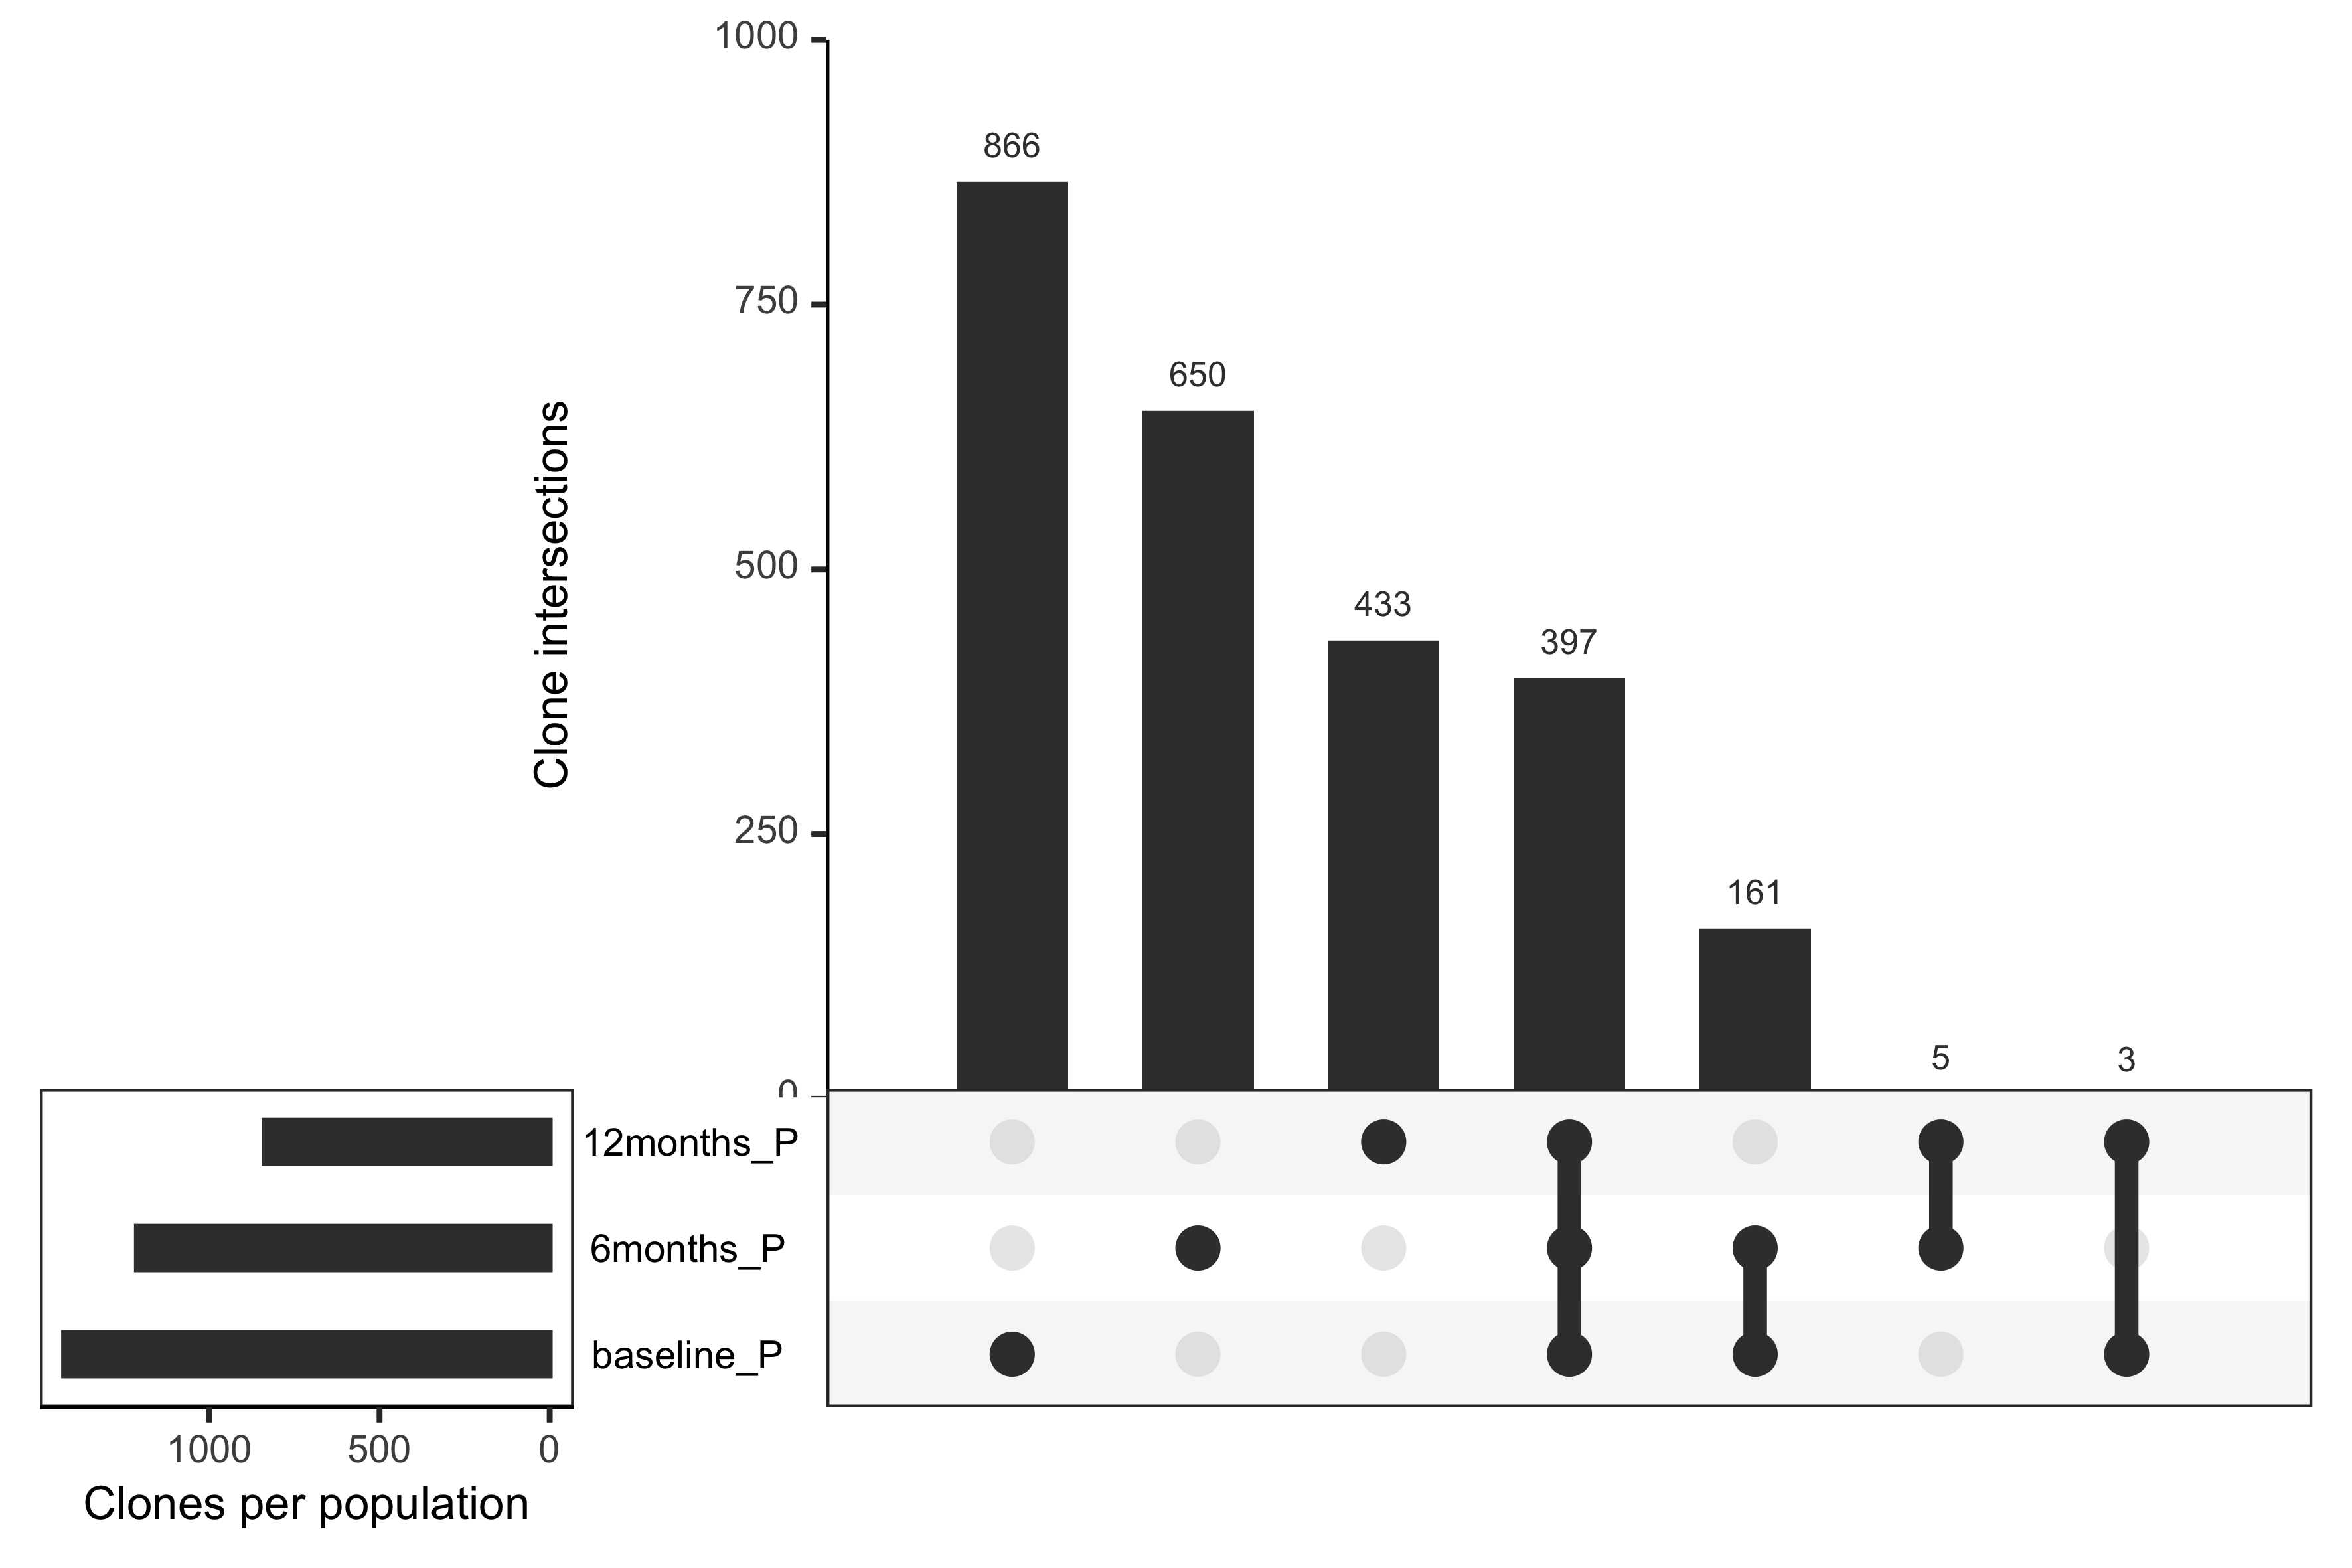 1000
866
750
650
500
433
397
Clone intersections
250
161
5
3
0
12months_P
6months_P
baseline_P
1000 500 0
Clones per population